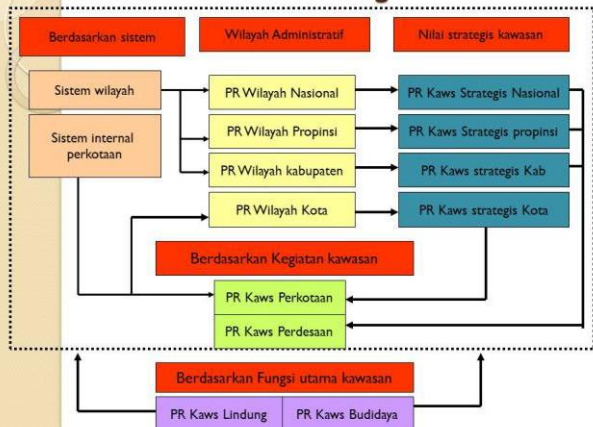 Berdasarkan sistem
Wilayah Administratif
Nilai strategis kawasan
Sistem wilayah
PR Wilayah Nasional
PR Kaws Strategis Nasional
Sistem internal
perkotaan
PR Wilayah Propinsi
PR Kaws Strategis propinsi
PR Wilayah kabupaten
PR Kaws strategis Kab
PR Wilayah Kota
PR Kaws strategis Kota
Berdasarkan Kegiatan kawasan
PR Kaws Perkotaan
PR Kaws Perdesaan
Berdasarkan Fungsi utama kawasan
PR Kaws Lindung
PR Kaws Budidaya